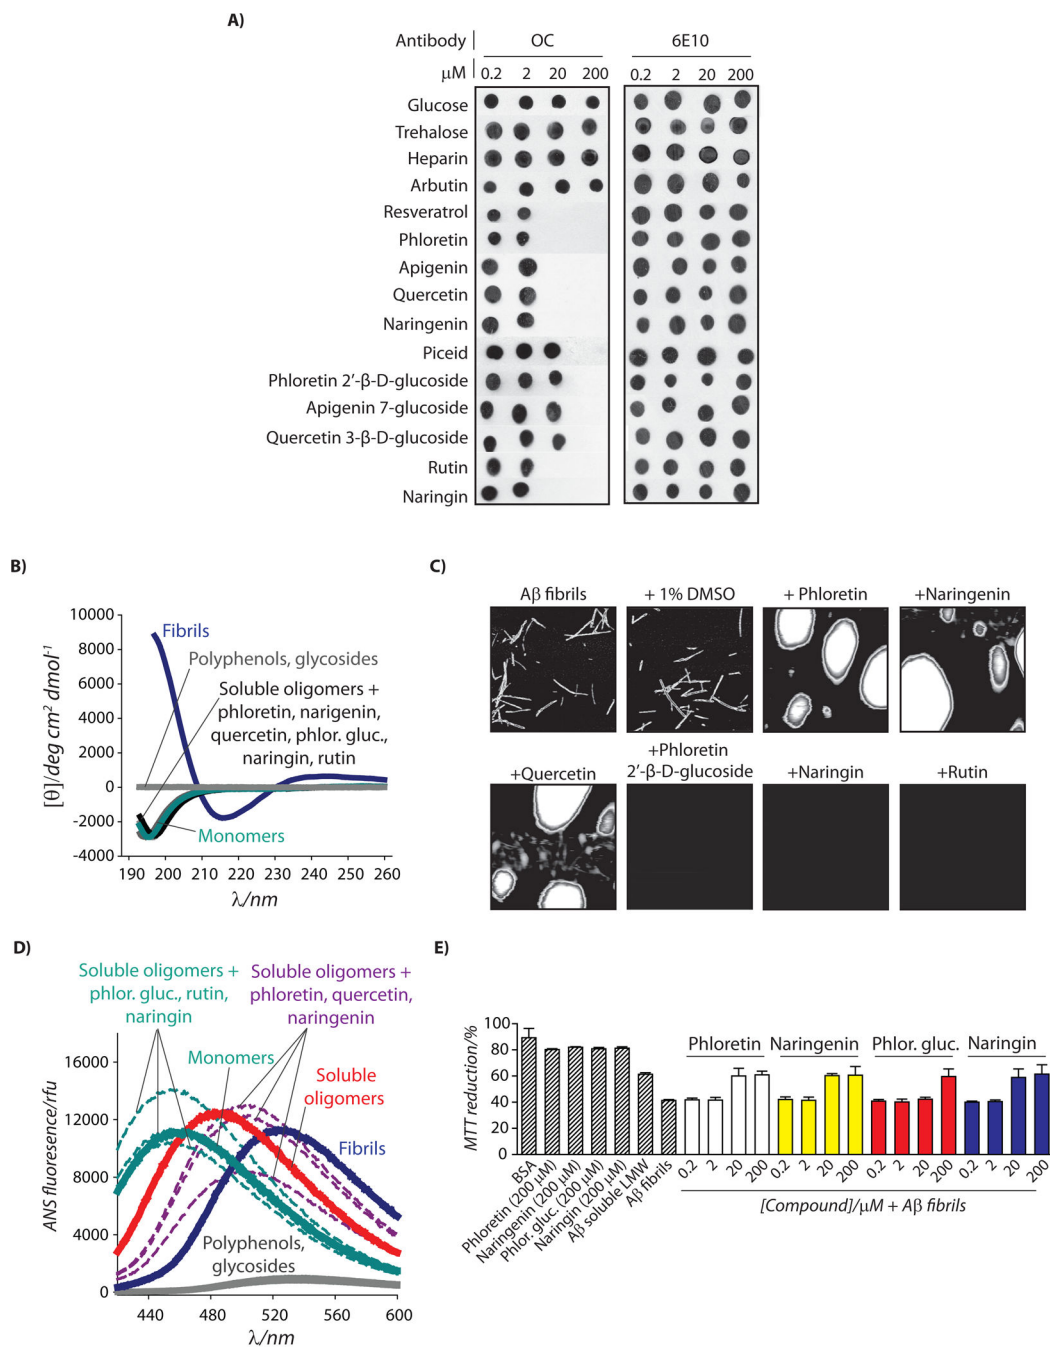 A)
Antibody OC 6E10
µM 0.2 2 20 200 0.2 2 20 200
Glucose
Trehalose
Heparin
Arbutin
Resveratrol
Phloretin
Apigenin
Quercetin
Naringenin
Piceid
Phloretin 2′-β-D-glucoside
Apigenin 7-glucoside
Quercetin 3-β-D-glucoside
Rutin
Naringin
B)
10000
8000
6000
4000
2000
0
-2000
-4000
[θ]/deg cm² dmol⁻¹
Fibrils
Polyphenols, glycosides
Soluble oligomers +
phloretin, narigenin,
quercetin, phlor. gluc.,
naringin, rutin
Monomers
190 200 210 220 230 240 250 260
λ/nm
C)
Aβ fibrils + 1% DMSO + Phloretin +Naringenin
+Quercetin
+Phloretin
2′-β-D-glucoside
+Naringin +Rutin
D)
Soluble oligomers +
phlor. gluc., rutin,
naringin
Soluble oligomers +
phloretin, quercetin,
naringenin
Monomers
Soluble
oligomers
Fibrils
Polyphenols,
glycosides
16000
12000
8000
4000
0
ANS fluoresence/rfu
440 480 520 560 600
λ/nm
E)
MTT reduction/%
100
80
60
40
20
0
Phloretin Naringenin Phlor. gluc. Naringin
BSA
Phloretin (200 µM)
Naringenin (200 µM)
Phlor. gluc. (200 µM)
Naringin (200 µM)
Aβ soluble LMW
Aβ fibrils
0.2 2 20 200 0.2 2 20 200 0.2 2 20 200 0.2 2 20 200
[Compound]/µM + Aβ fibrils